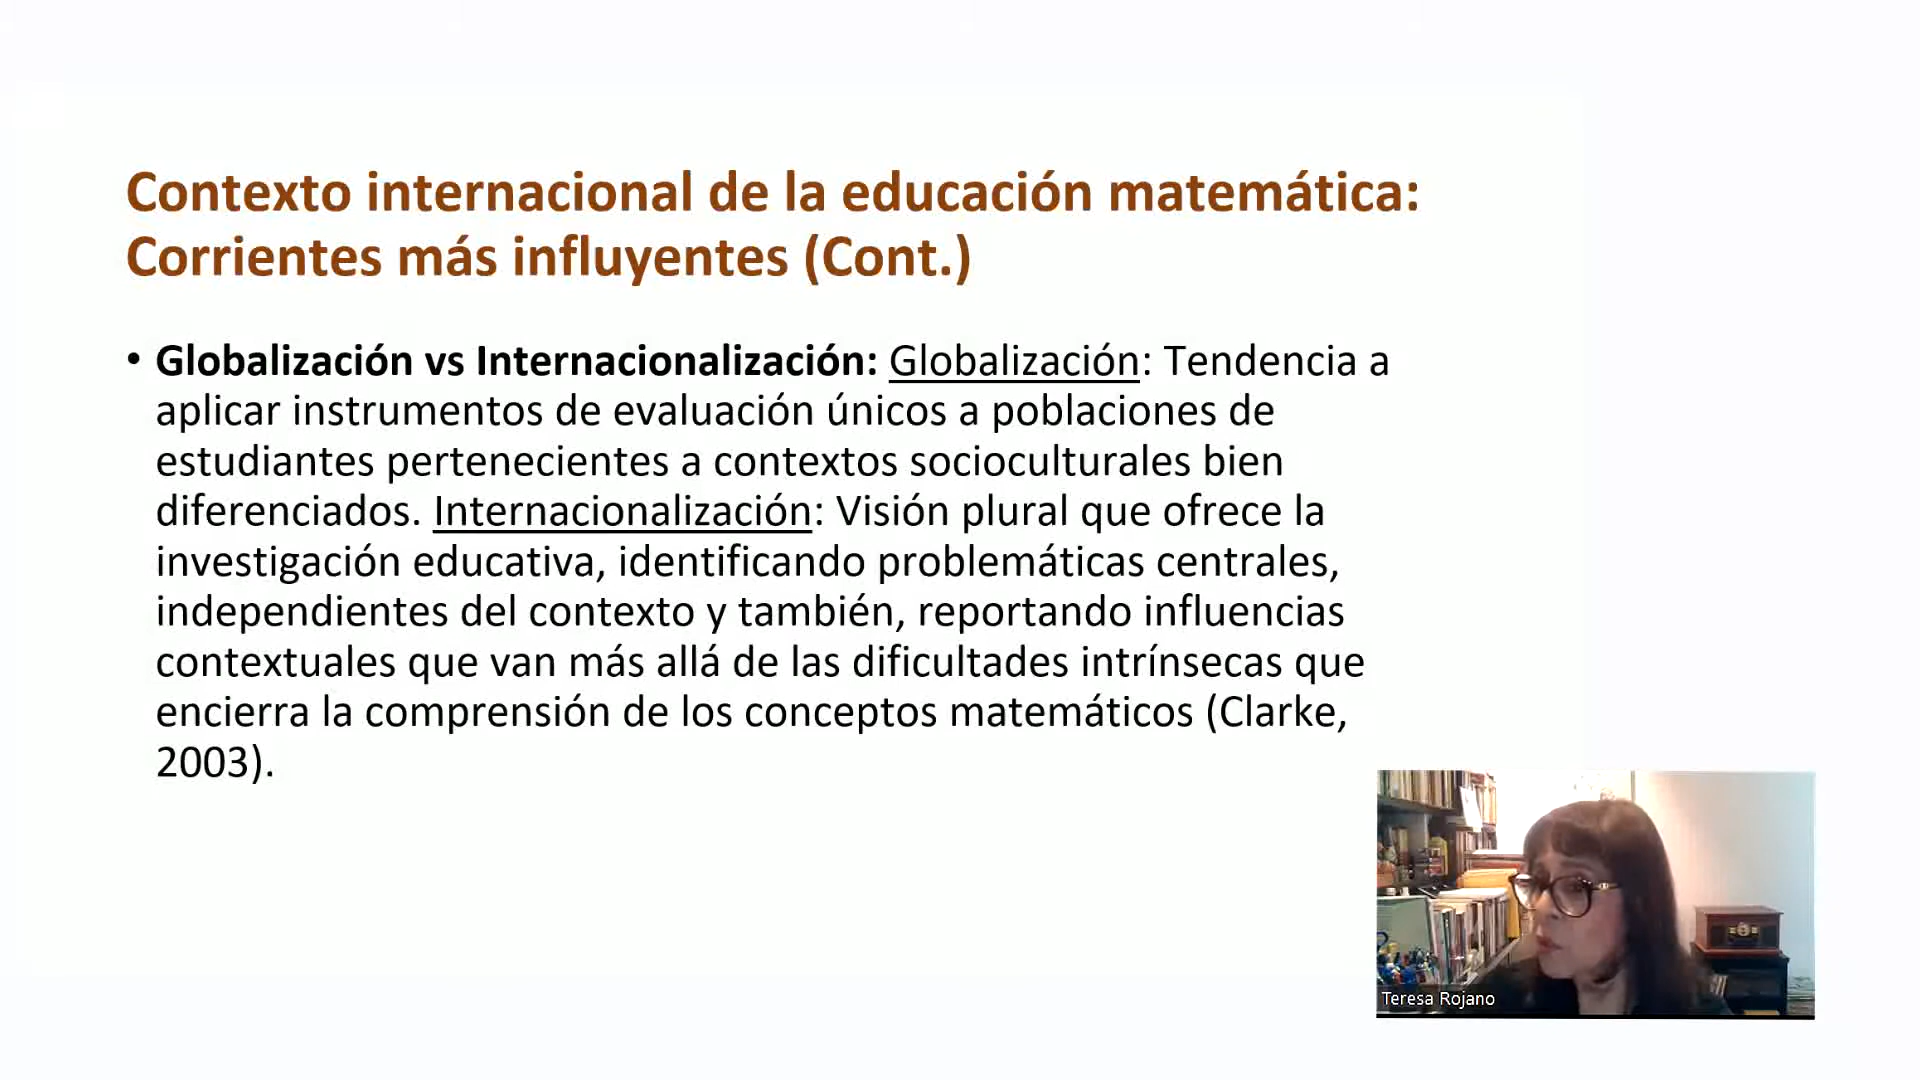 Contexto internacional de la educación matemática:
Corrientes más influyentes (Cont.)
• Globalización vs Internacionalización: Globalización: Tendencia a
aplicar instrumentos de evaluación únicos a poblaciones de
estudiantes pertenecientes a contextos socioculturales bien
diferenciados. Internacionalización: Visión plural que ofrece la
investigación educativa, identificando problemáticas centrales,
independientes del contexto y también, reportando influencias
contextuales que van más allá de las dificultades intrínsecas que
encierra la comprensión de los conceptos matemáticos (Clarke,
2003).
Teresa Rojano